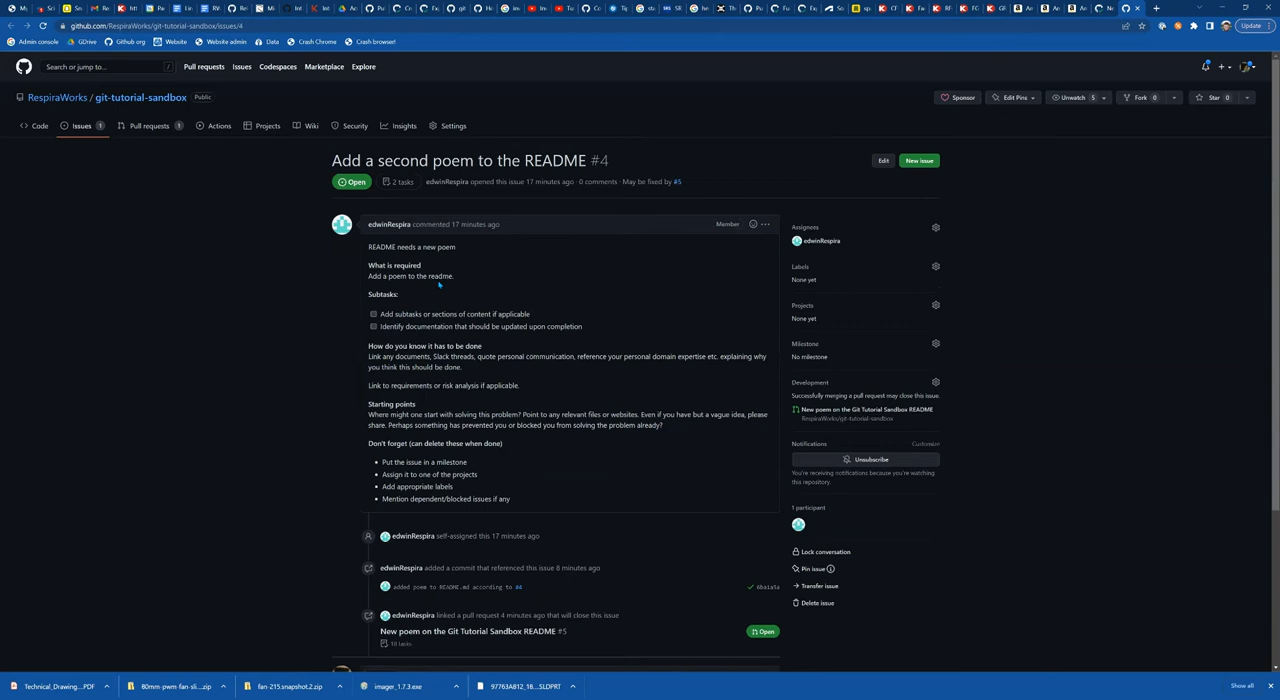 github.com/RespiraWorks/git-tutorial-sandbox/issues/4
Update
Admin console GDrive Github org Website Website admin Data Crash Chrome Crash browser!
Search or jump to... / Pull requests Issues Codespaces Marketplace Explore
RespiraWorks / git-tutorial-sandbox Public
Sponsor Edit Pins Unwatch 5 Fork 0 Star 0
Code Issues 1 Pull requests 1 Actions Projects Wiki Security Insights Settings
Add a second poem to the README #4
Edit New issue
Open 2 tasks edwinRespira opened this issue 17 minutes ago · 0 comments · May be fixed by #5
edwinRespira commented 17 minutes ago Member
README needs a new poem
What is required
Add a poem to the readme.
Subtasks:
Add subtasks or sections of content if applicable
Identify documentation that should be updated upon completion
How do you know it has to be done
Link any documents, Slack threads, quote personal communication, reference your personal domain expertise etc. explaining why
you think this should be done.
Link to requirements or risk analysis if applicable.
Starting points
Where might one start with solving this problem? Point to any relevant files or websites. Even if you have but a vague idea, please
share. Perhaps something has prevented you or blocked you from solving the problem already?
Don't forget (can delete these when done)
• Put the issue in a milestone
• Assign it to one of the projects
• Add appropriate labels
• Mention dependent/blocked issues if any
edwinRespira self-assigned this 17 minutes ago
edwinRespira added a commit that referenced this issue 8 minutes ago
added poem to README.md according to #4 6ba1a5a
edwinRespira linked a pull request 4 minutes ago that will close this issue
New poem on the Git Tutorial Sandbox README #5
Open
10 tasks
Assignees
edwinRespira
Labels
None yet
Projects
None yet
Milestone
No milestone
Development
Successfully merging a pull request may close this issue.
New poem on the Git Tutorial Sandbox README
RespiraWorks/git-tutorial-sandbox
Notifications Customize
Unsubscribe
You're receiving notifications because you're watching
this repository.
1 participant
Lock conversation
Pin issue
Transfer issue
Delete issue
Technical_Drawing....PDF 80mm-pwm-fan-sli....zip fan-215.snapshot.2.zip imager_1.7.3.exe 97763A812_18....SLDPRT Show all